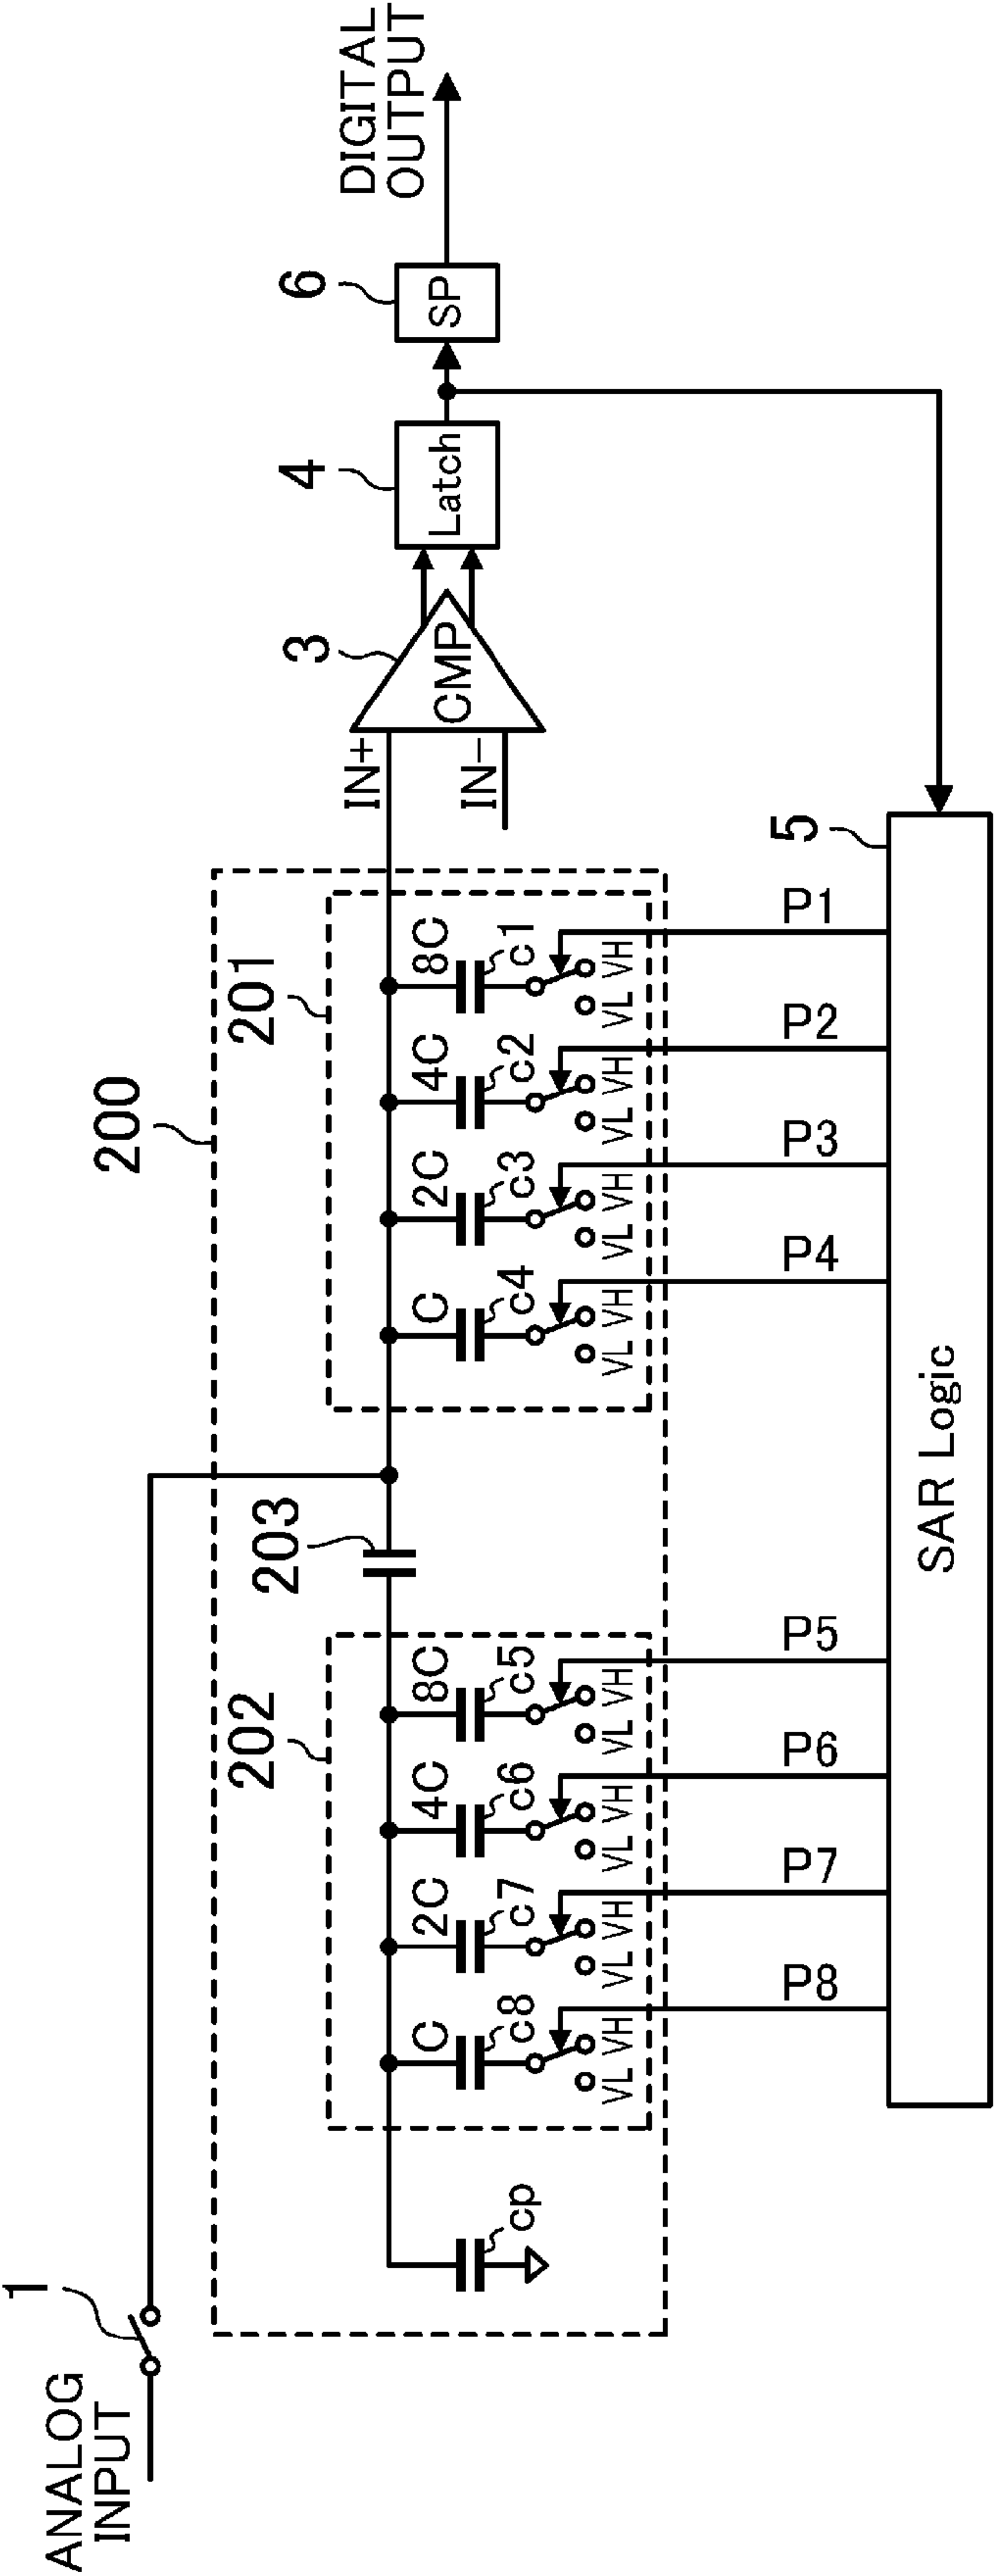 ANALOG
INPUT
1
200
202
203
201
cp
C
c8
VL
VH
2C
c7
VL
VH
4C
c6
VL
VH
8C
c5
VL
VH
C
c4
VL
VH
2C
c3
VL
VH
4C
c2
VL
VH
8C
c1
VL
VH
IN+
IN−
3
CMP
4
Latch
6
SP
DIGITAL
OUTPUT
P8
P7
P6
P5
P4
P3
P2
P1
5
SAR Logic